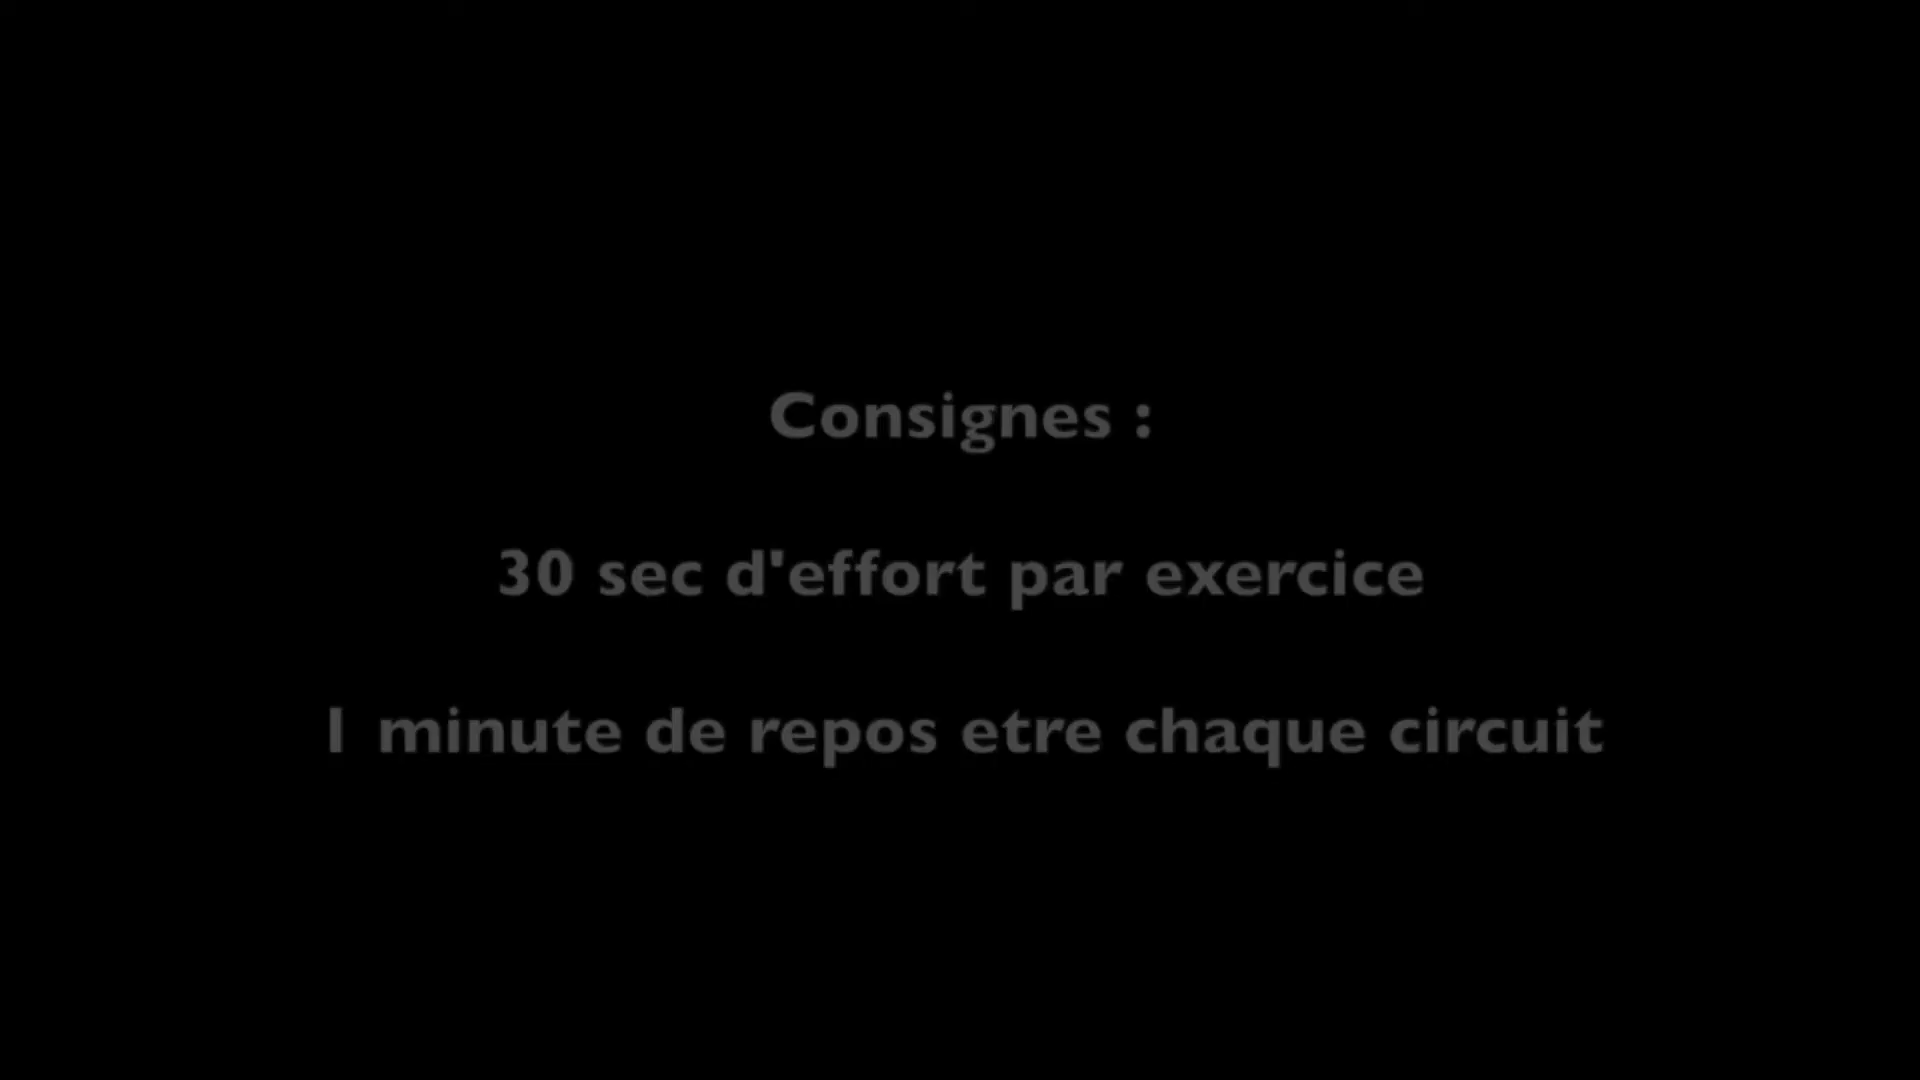 Consignes :
30 sec d'effort par exercice
1 minute de repos etre chaque circuit